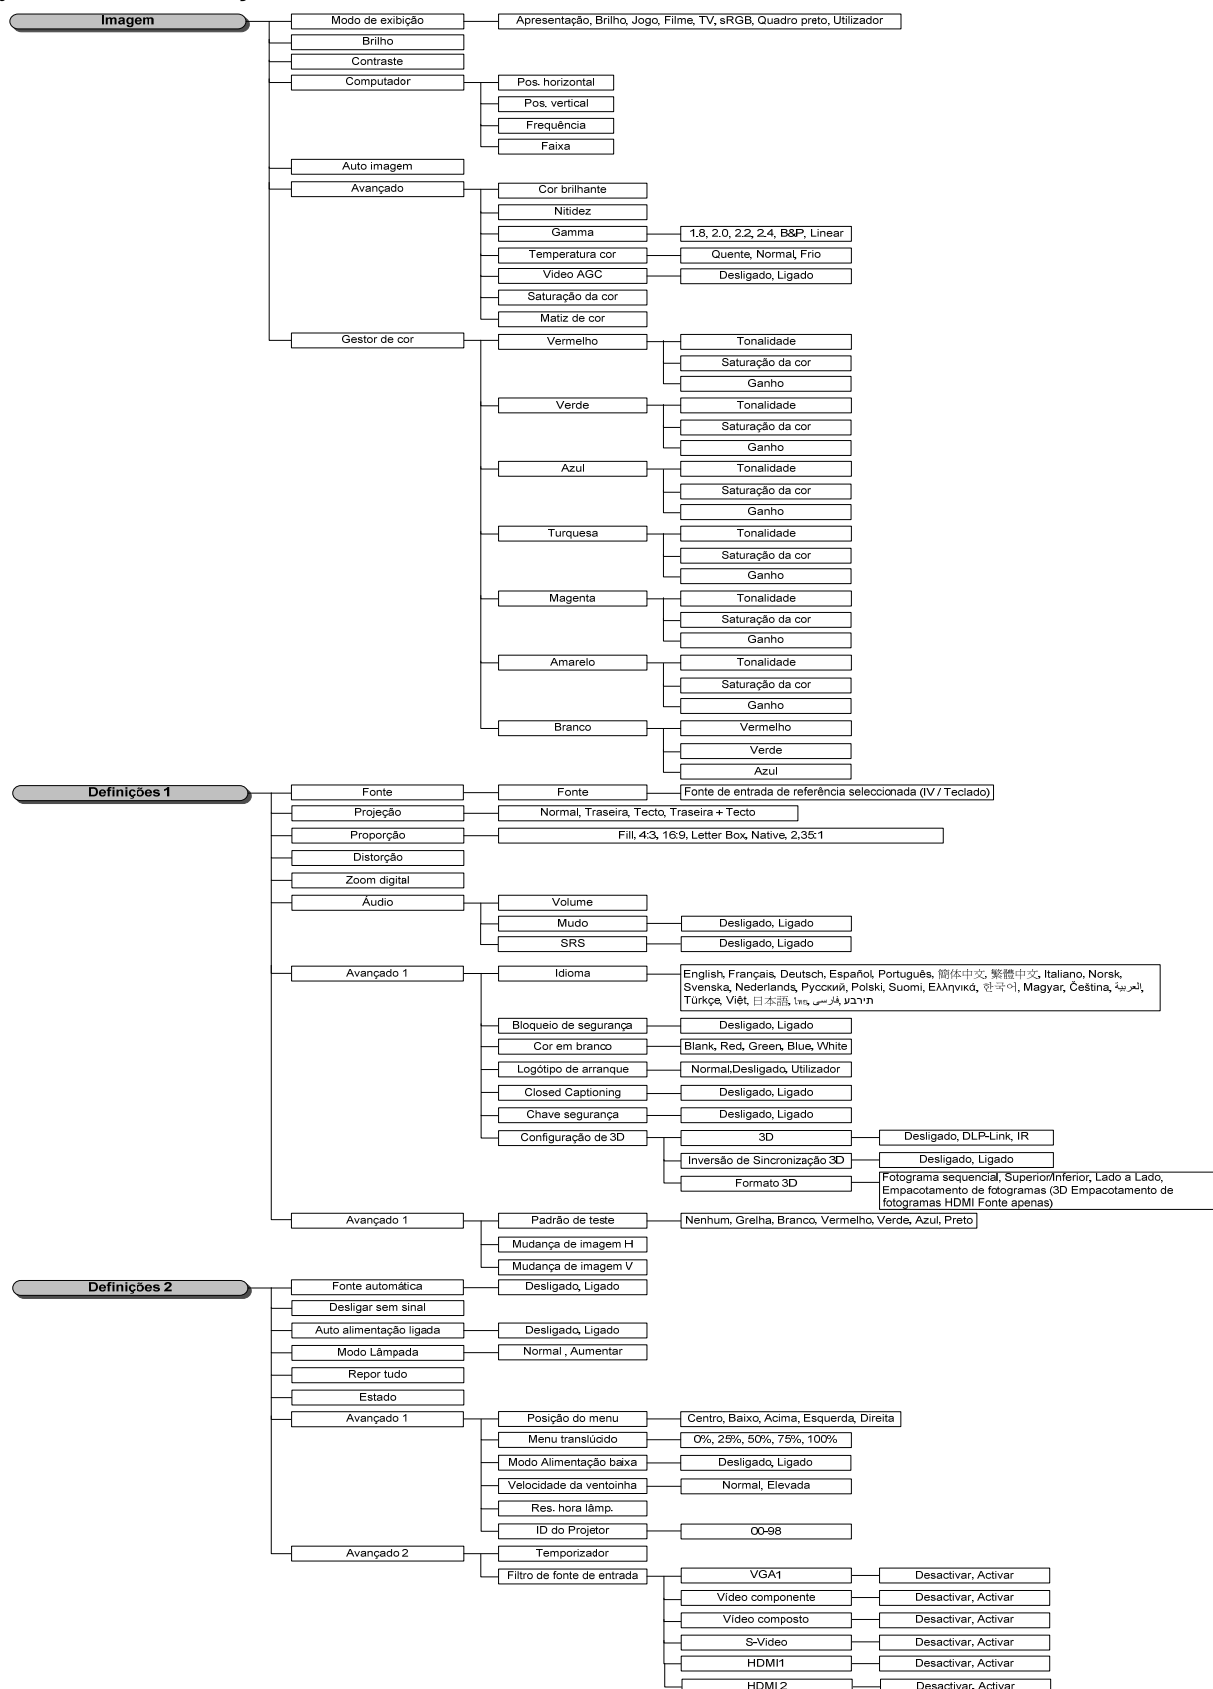 Imagem
Modo de exibição
Apresentação, Brilho, Jogo, Filme, TV, sRGB, Quadro preto, Utilizador
Brilho
Contraste
Computador
Pos. horizontal
Pos. vertical
Frequência
Faixa
Auto imagem
Avançado
Cor brilhante
Nitidez
Gamma
1.8, 2.0, 2.2, 2.4, B&P, Linear
Temperatura cor
Quente, Normal, Frio
Video AGC
Desligado, Ligado
Saturação da cor
Matiz de cor
Gestor de cor
Vermelho
Tonalidade
Saturação da cor
Ganho
Verde
Tonalidade
Saturação da cor
Ganho
Azul
Tonalidade
Saturação da cor
Ganho
Turquesa
Tonalidade
Saturação da cor
Ganho
Magenta
Tonalidade
Saturação da cor
Ganho
Amarelo
Tonalidade
Saturação da cor
Ganho
Branco
Vermelho
Verde
Azul
Definições 1
Fonte
Fonte
Fonte de entrada de referência seleccionada (IV / Teclado)
Projeção
Normal, Traseira, Tecto, Traseira + Tecto
Proporção
Fill, 4:3, 16:9, Letter Box, Native, 2,35:1
Distorção
Zoom digital
Áudio
Volume
Mudo
Desligado, Ligado
SRS
Desligado, Ligado
Avançado 1
Idioma
English, Français, Deutsch, Español, Português, 簡体中文, 繁體中文, Italiano, Norsk,
Svenska, Nederlands, Русский, Polski, Suomi, Ελληνικά, 한국어, Magyar, Čeština, العربية,
Türkçe, Việt, 日本語, ไทย, فارسی, תירבע
Bloqueio de segurança
Desligado, Ligado
Cor em branco
Blank, Red, Green, Blue, White
Logótipo de arranque
Normal,Desligado, Utilizador
Closed Captioning
Desligado, Ligado
Chave segurança
Desligado, Ligado
Configuração de 3D
3D
Desligado, DLP-Link, IR
Inversão de Sincronização 3D
Desligado, Ligado
Formato 3D
Fotograma sequencial, Superior/Inferior, Lado a Lado,
Empacotamento de fotogramas (3D Empacotamento de
fotogramas HDMI Fonte apenas)
Avançado 1
Padrão de teste
Nenhum, Grelha, Branco, Vermelho, Verde, Azul, Preto
Mudança de imagem H
Mudança de imagem V
Definições 2
Fonte automática
Desligado, Ligado
Desligar sem sinal
Auto alimentação ligada
Desligado, Ligado
Modo Lâmpada
Normal , Aumentar
Repor tudo
Estado
Avançado 1
Posição do menu
Centro, Baixo, Acima, Esquerda, Direita
Menu translúcido
0%, 25%, 50%, 75%, 100%
Modo Alimentação baixa
Desligado, Ligado
Velocidade da ventoinha
Normal, Elevada
Res. hora lâmp.
ID do Projetor
00-98
Avançado 2
Temporizador
Filtro de fonte de entrada
VGA1
Desactivar, Activar
Vídeo componente
Desactivar, Activar
Vídeo composto
Desactivar, Activar
S-Video
Desactivar, Activar
HDMI1
Desactivar, Activar
HDMI 2
Desactivar, Activar